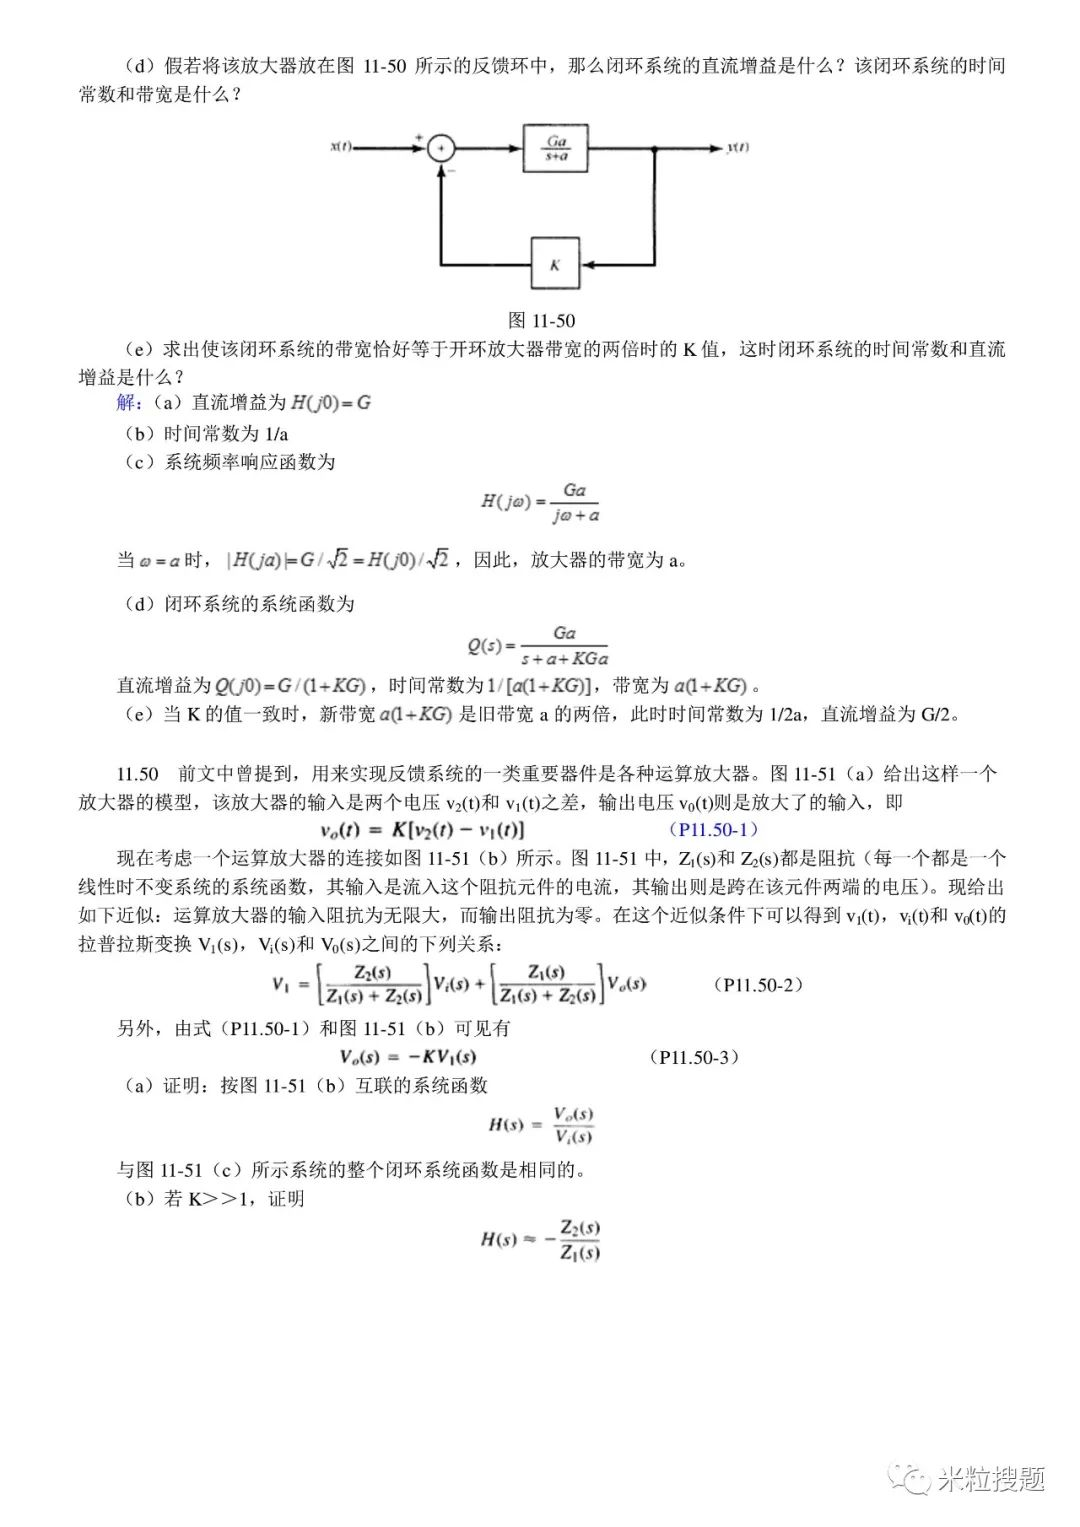 （d）假若将该放大器放在图 11-50 所示的反馈环中，那么闭环系统的直流增益是什么？该闭环系统的时间
常数和带宽是什么？
x(t) + + − Ga/s+a y(t)
K
图 11-50
（e）求出使该闭环系统的带宽恰好等于开环放大器带宽的两倍时的 K 值，这时闭环系统的时间常数和直流
增益是什么？
解：（a）直流增益为 H(j0)=G
（b）时间常数为 1/a
（c）系统频率响应函数为
H(jω)=Ga/jω+a
当 ω=a 时， |H(ja)|=G/√2=H(j0)/√2 ，因此，放大器的带宽为 a。
（d）闭环系统的系统函数为
Q(s)=Ga/s+a+KGa
直流增益为 Q(j0)=G/(1+KG)，时间常数为 1/[a(1+KG)]，带宽为 a(1+KG) 。
（e）当 K 的值一致时，新带宽 a(1+KG) 是旧带宽 a 的两倍，此时时间常数为 1/2a，直流增益为 G/2。
11.50 前文中曾提到，用来实现反馈系统的一类重要器件是各种运算放大器。图 11-51（a）给出这样一个
放大器的模型，该放大器的输入是两个电压 v₂(t)和 v₁(t)之差，输出电压 v₀(t)则是放大了的输入，即
vₒ(t) = K[v₂(t) − v₁(t)] （P11.50-1）
现在考虑一个运算放大器的连接如图 11-51（b）所示。图 11-51 中，Z₁(s)和 Z₂(s)都是阻抗（每一个都是一个
线性时不变系统的系统函数，其输入是流入这个阻抗元件的电流，其输出则是跨在该元件两端的电压）。现给出
如下近似：运算放大器的输入阻抗为无限大，而输出阻抗为零。在这个近似条件下可以得到 v₁(t)，vᵢ(t)和 v₀(t)的
拉普拉斯变换 V₁(s)，Vᵢ(s)和 V₀(s)之间的下列关系：
V₁ = [Z₂(s)/Z₁(s) + Z₂(s)]Vᵢ(s) + [Z₁(s)/Z₁(s) + Z₂(s)]Vₒ(s) （P11.50-2）
另外，由式（P11.50-1）和图 11-51（b）可见有
Vₒ(s) = −KV₁(s) （P11.50-3）
（a）证明：按图 11-51（b）互联的系统函数
H(s) = Vₒ(s)/Vᵢ(s)
与图 11-51（c）所示系统的整个闭环系统函数是相同的。
（b）若 K＞＞1，证明
H(s) ≈ −Z₂(s)/Z₁(s)
米粒搜题